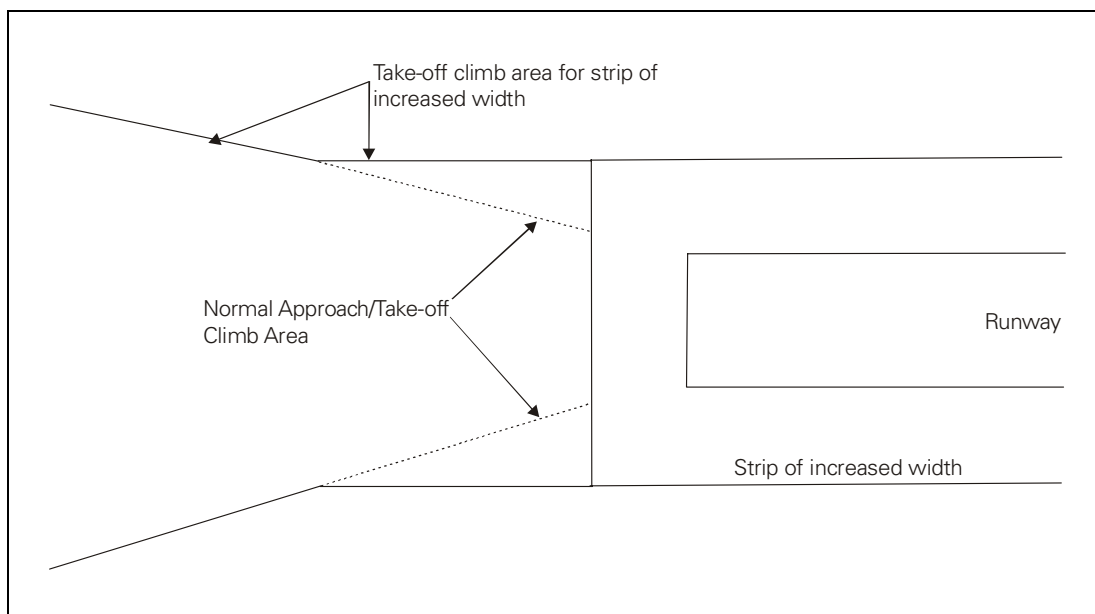 Take-off climb area for strip of
increased width
Normal Approach/Take-off
Climb Area
Runway
Strip of increased width